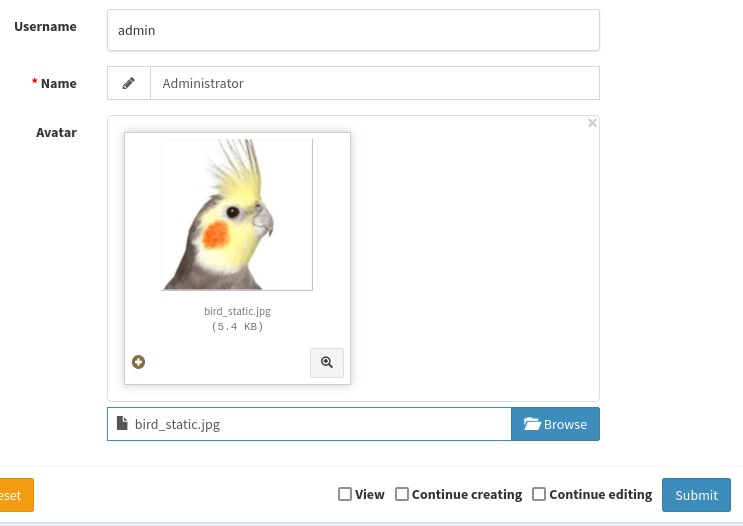 Username
admin
* Name
Administrator
Avatar
×
bird_static.jpg
(5.4 KB)
bird_static.jpg
Browse
eset
View
Continue creating
Continue editing
Submit